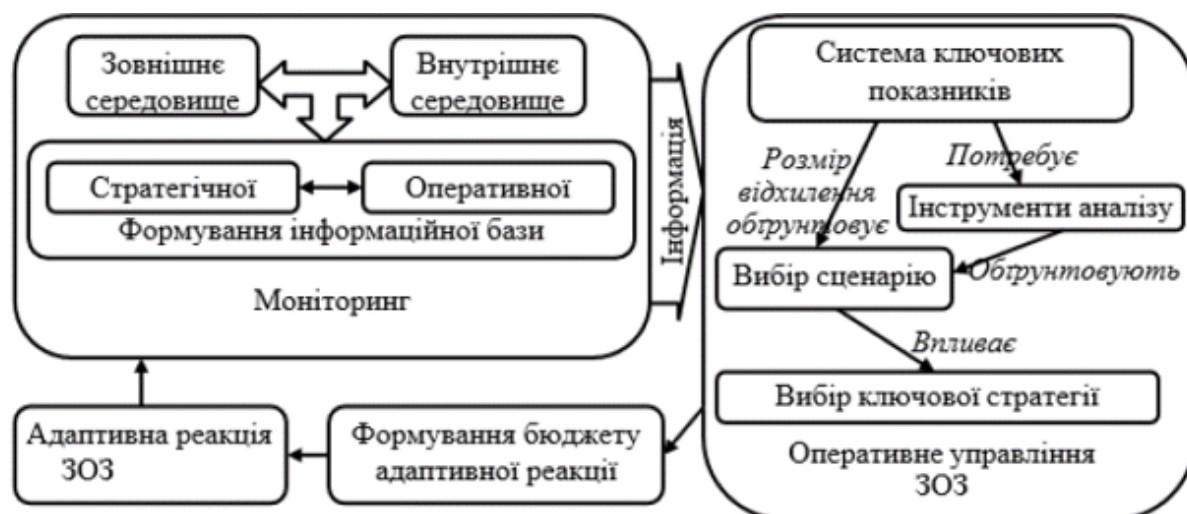 Зовнішнє
середовище
Внутрішнє
середовище
Стратегічної
Оперативної
Формування інформаційної бази
Моніторинг
Інформація
Система ключових
показників
Розмір
відхилення
обґрунтовує
Потребує
Інструменти аналізу
Вибір сценарію
Обґрунтовують
Впливає
Вибір ключової стратегії
Оперативне управління
ЗОЗ
Формування бюджету
адаптивної реакції
Адаптивна реакція
ЗОЗ